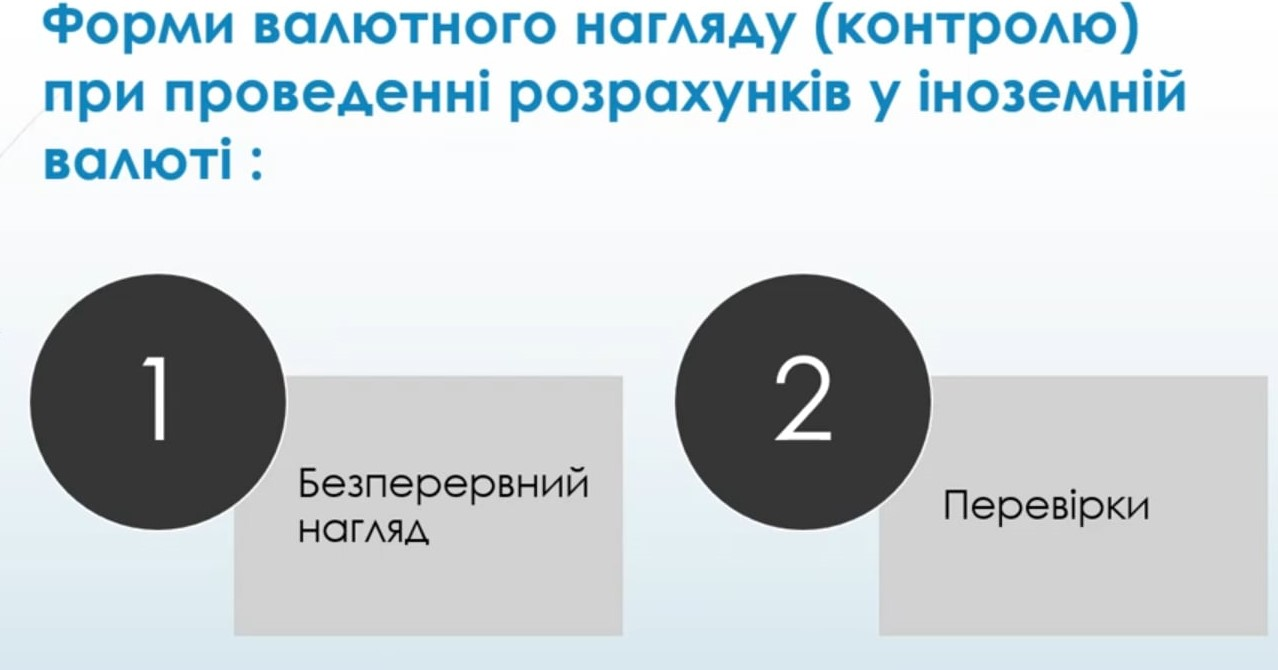 Форми валютного нагляду (контролю)
при проведенні розрахунків у іноземній
валюті :
1
Безперервний
нагляд
2
Перевірки